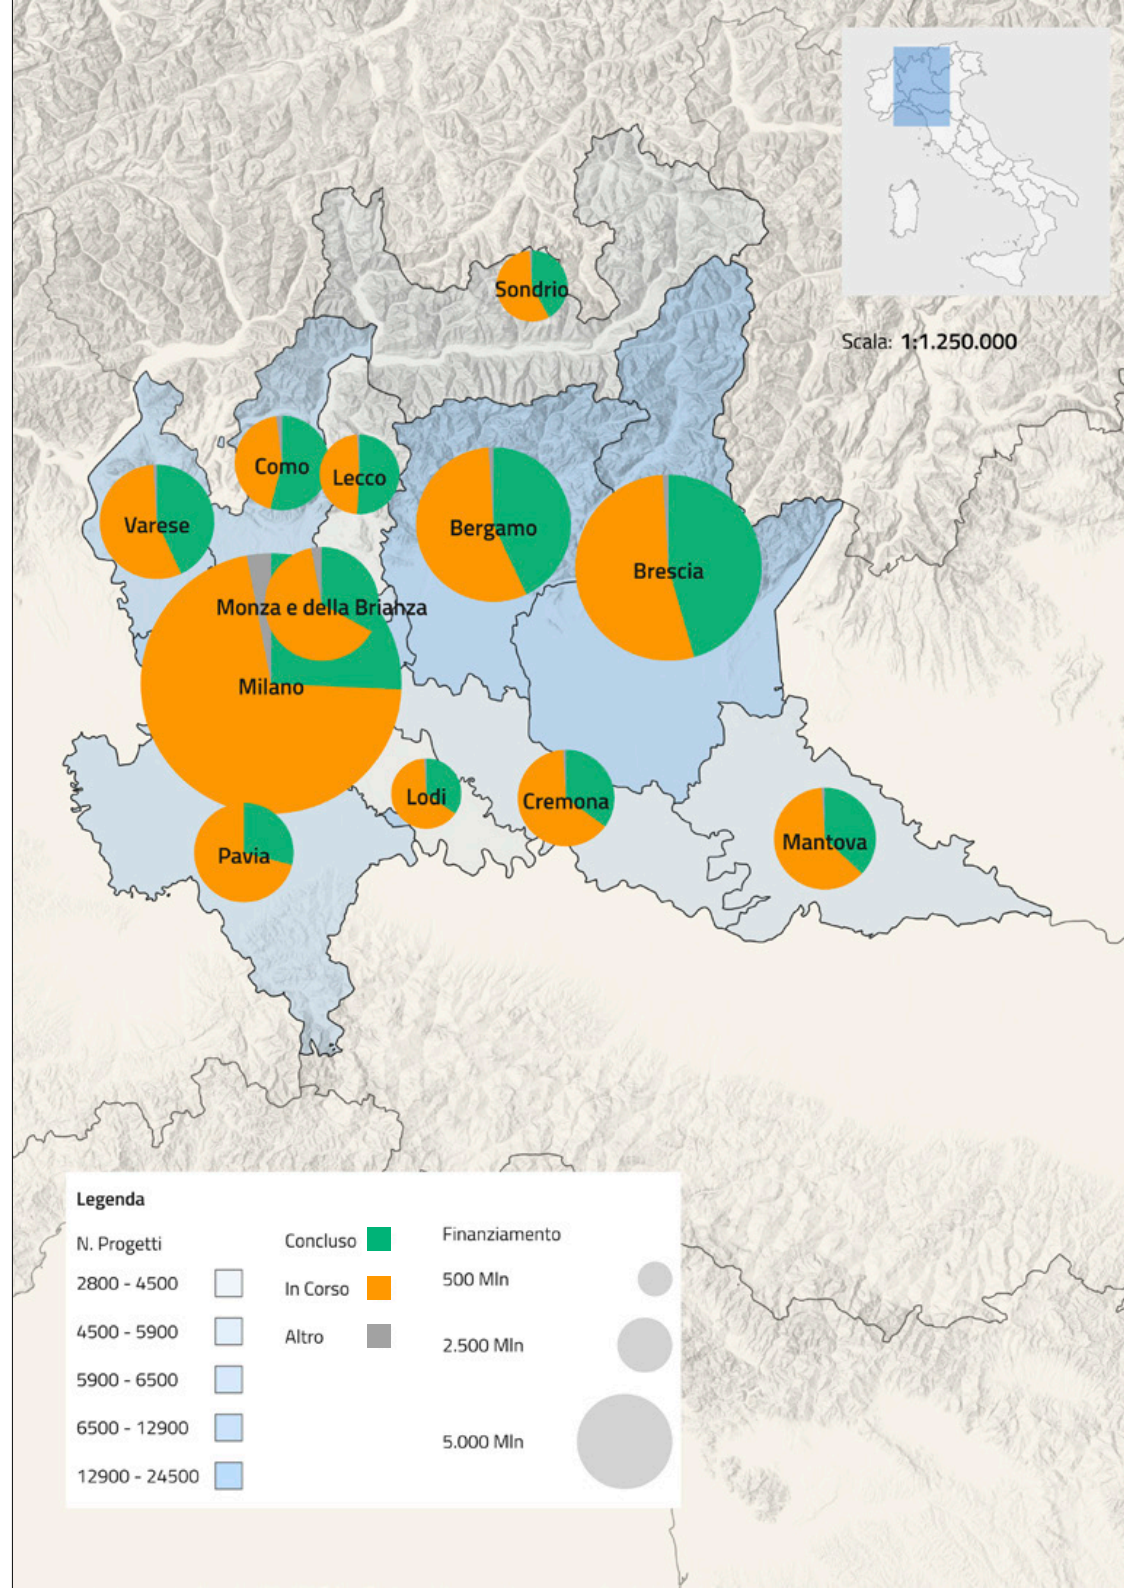 Scala: 1:1.250.000
Sondrio
Como
Lecco
Varese
Bergamo
Brescia
Monza e della Brianza
Milano
Lodi
Cremona
Mantova
Pavia
Legenda
N. Progetti
2800 - 4500
4500 - 5900
5900 - 6500
6500 - 12900
12900 - 24500
Concluso
In Corso
Altro
Finanziamento
500 Mln
2.500 Mln
5.000 Mln